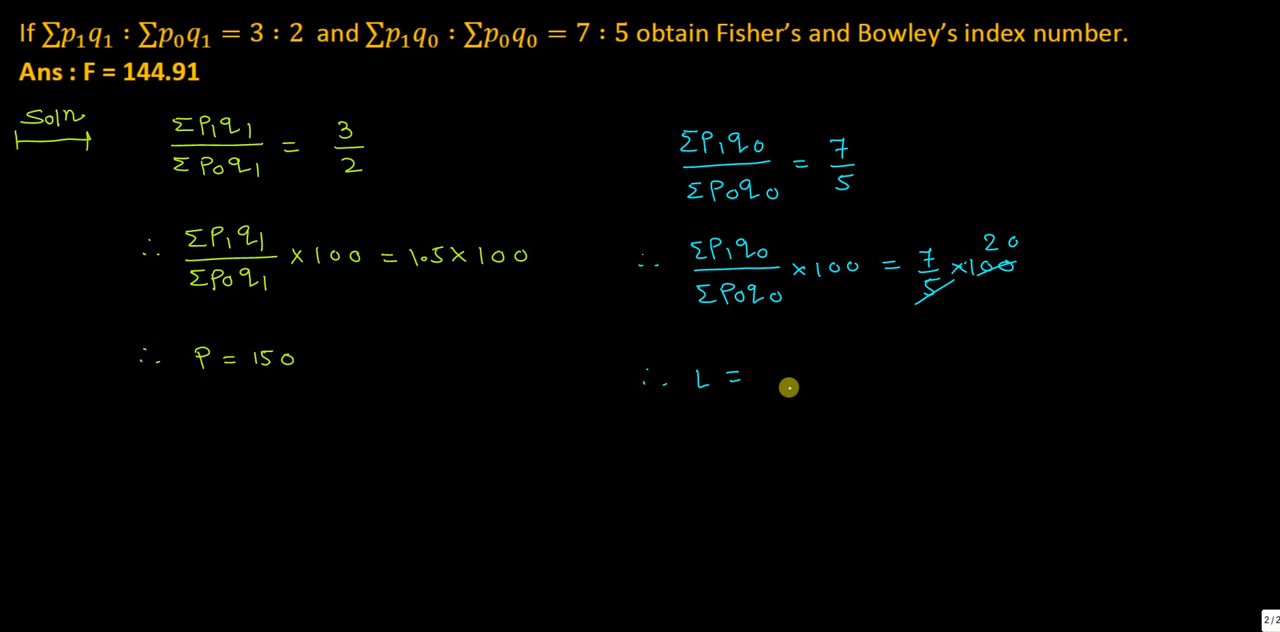 If ∑p₁q₁ : ∑p₀q₁ = 3 : 2 and ∑p₁q₀ : ∑p₀q₀ = 7 : 5 obtain Fisher's and Bowley's index number.
Ans : F = 144.91
Soln
ΣP₁q₁ / ΣP₀q₁ = 3/2
∴ ΣP₁q₁ / ΣP₀q₁ × 100 = 1.5 × 100
∴ P = 150
ΣP₁q₀ / ΣP₀q₀ = 7/5
∴ ΣP₁q₀ / ΣP₀q₀ × 100 = 7/5 × 100 20
∴ L =
2/2